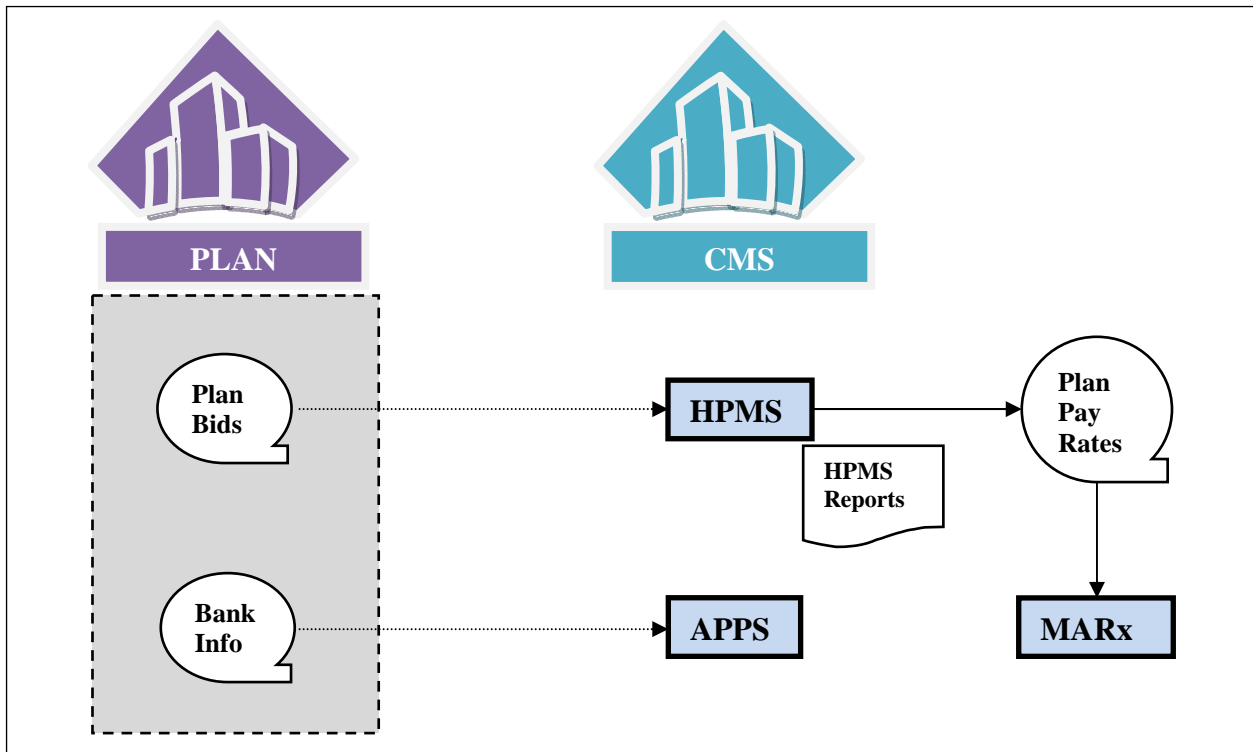 PLAN
CMS
Plan
Bids
HPMS
Plan
Pay
Rates
HPMS
Reports
Bank
Info
APPS
MARx